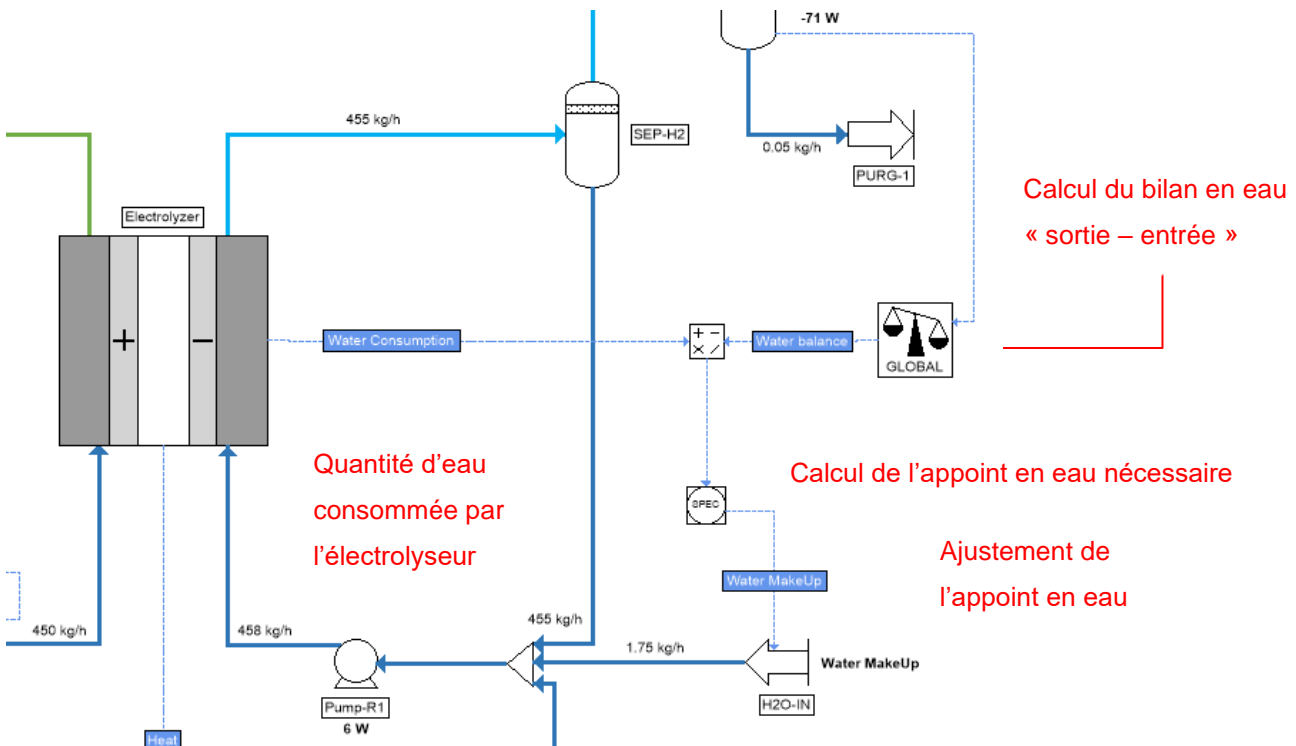 -71 W
455 kg/h
SEP-H2
0.05 kg/h
PURG-1
Calcul du bilan en eau
« sortie – entrée »
Electrolyzer
+
−
Water Consumption
+ −
× ∕
Water balance
GLOBAL
Quantité d’eau
consommée par
l’électrolyseur
Calcul de l’appoint en eau nécessaire
SPEC
Ajustement de
l’appoint en eau
Water MakeUp
450 kg/h
458 kg/h
455 kg/h
1.75 kg/h
Water MakeUp
Pump-R1
6 W
H2O-IN
Heat